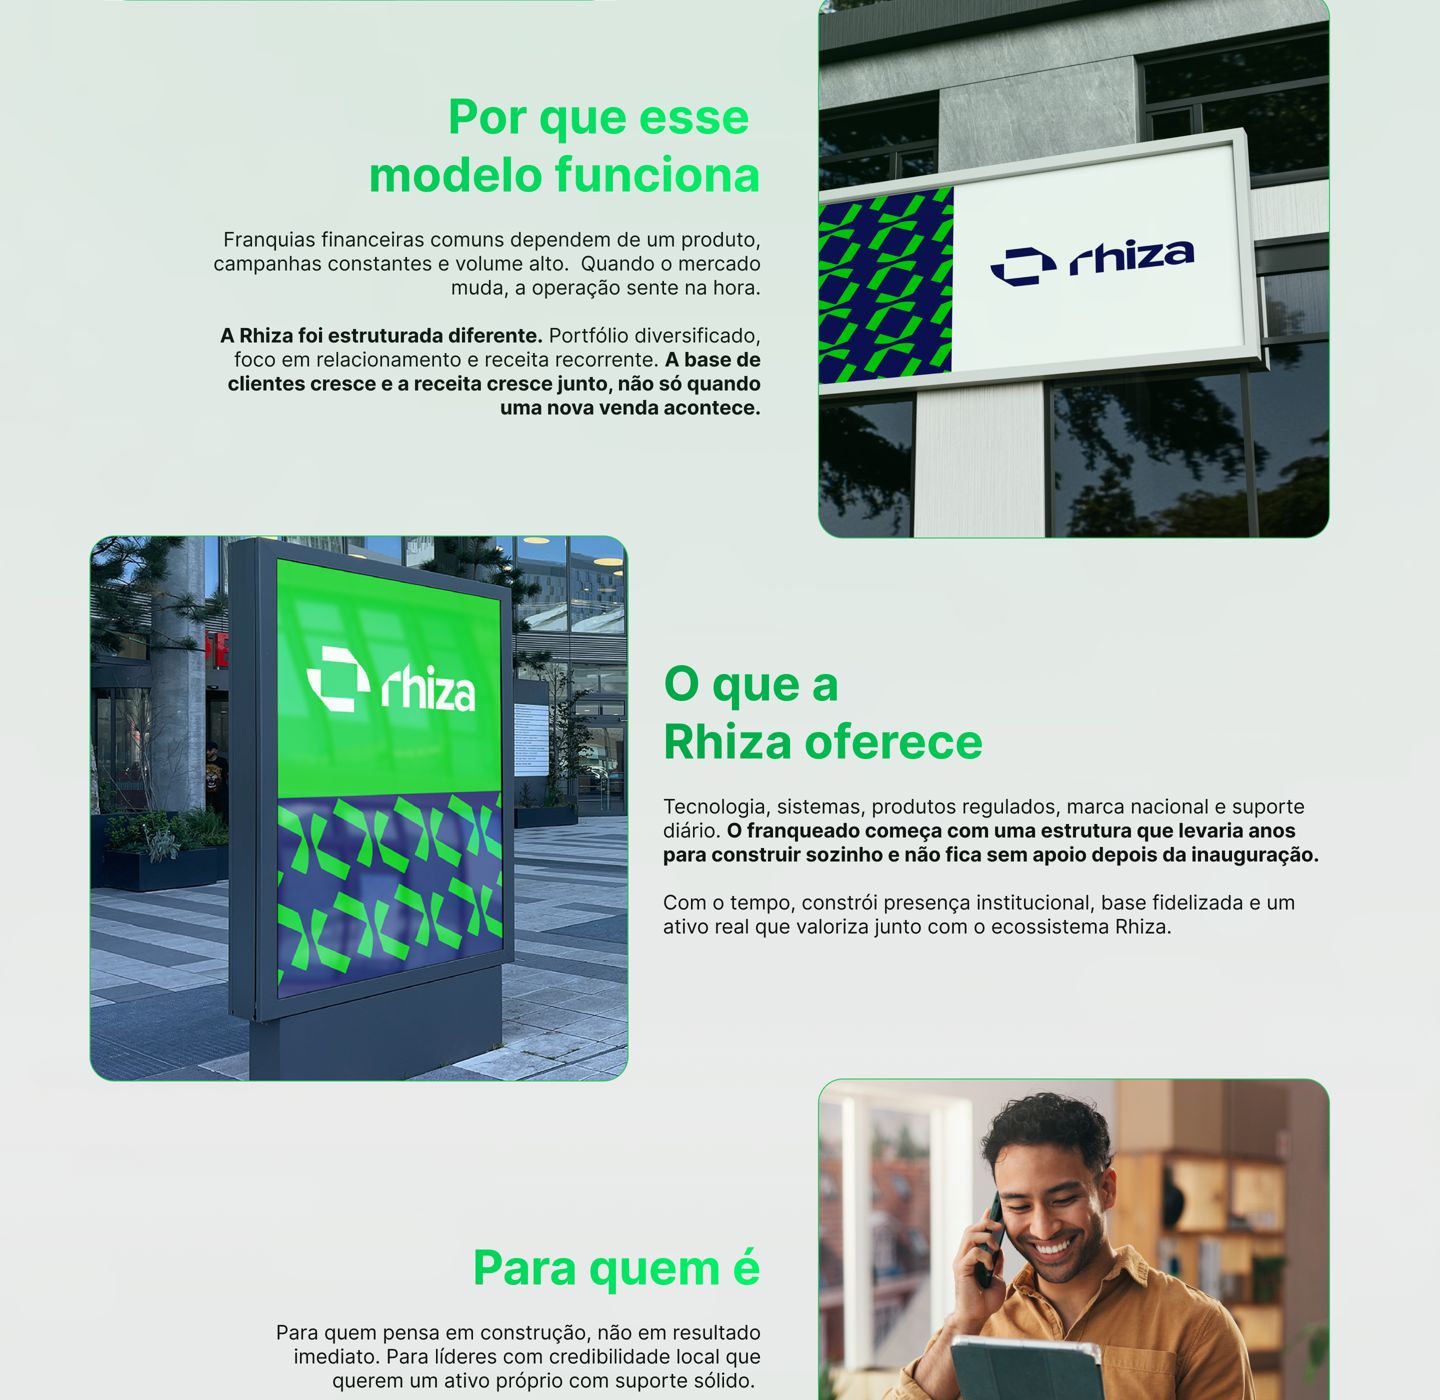 Por que esse
modelo funciona
Franquias financeiras comuns dependem de um produto,
campanhas constantes e volume alto.  Quando o mercado
muda, a operação sente na hora.
A Rhiza foi estruturada diferente. Portfólio diversificado,
foco em relacionamento e receita recorrente. A base de
clientes cresce e a receita cresce junto, não só quando
uma nova venda acontece.
rhiza
rhiza
O que a
Rhiza oferece
Tecnologia, sistemas, produtos regulados, marca nacional e suporte
diário. O franqueado começa com uma estrutura que levaria anos
para construir sozinho e não fica sem apoio depois da inauguração.
Com o tempo, constrói presença institucional, base fidelizada e um
ativo real que valoriza junto com o ecossistema Rhiza.
Para quem é
Para quem pensa em construção, não em resultado
imediato. Para líderes com credibilidade local que
querem um ativo próprio com suporte sólido.